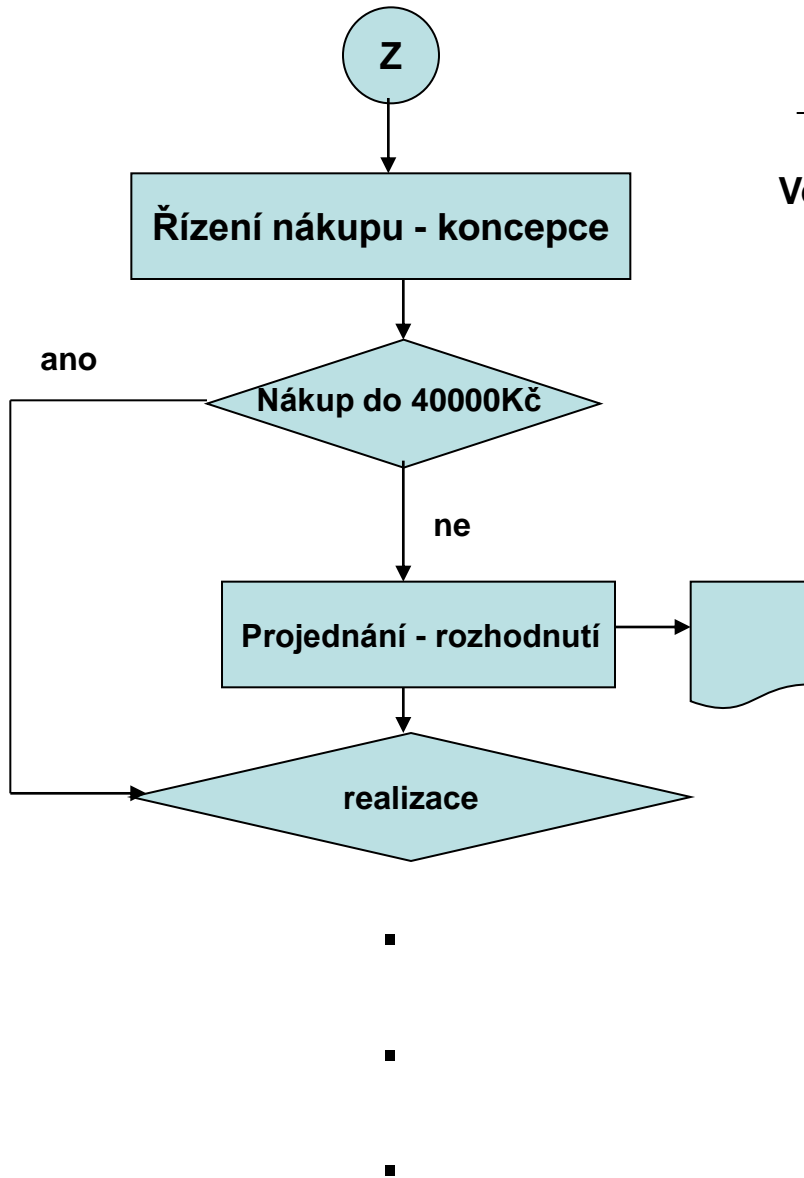 Z
Řízení nákupu - koncepce
ano
Nákup do 40000Kč
ne
Projednání - rozhodnutí
realizace